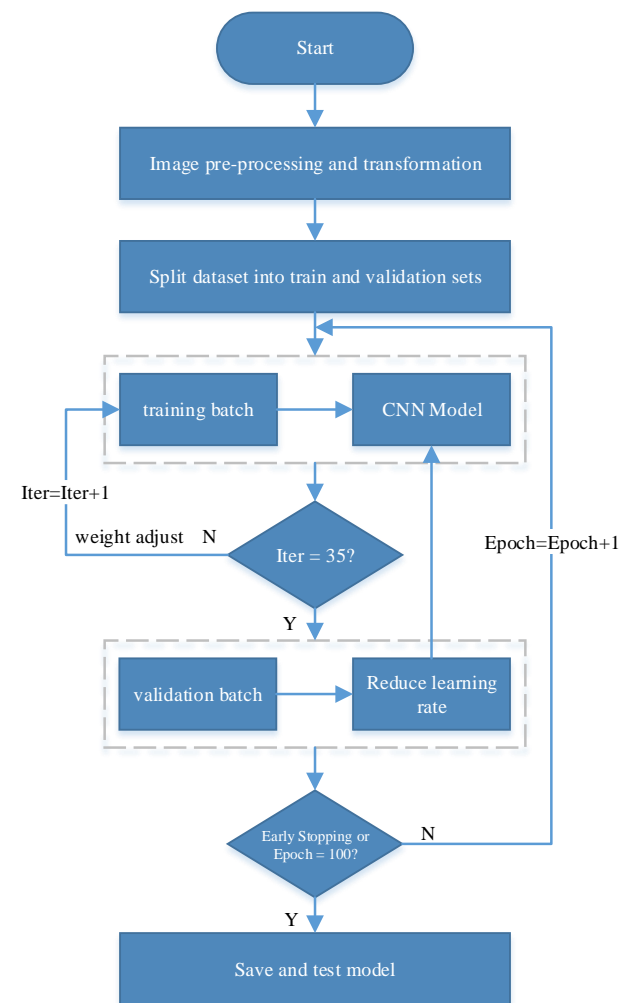 Start
Image pre-processing and transformation
Split dataset into train and validation sets
training batch
CNN Model
Iter=Iter+1
weight adjust N
Iter = 35?
Epoch=Epoch+1
Y
validation batch
Reduce learning
rate
Early Stopping or
Epoch = 100?
N
Y
Save and test model